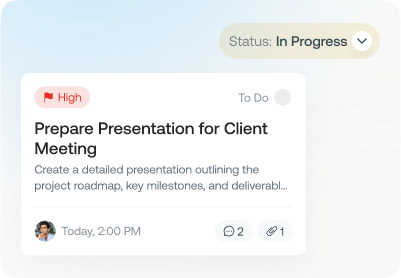 Status: In Progress
High
To Do
Prepare Presentation for Client
Meeting
Create a detailed presentation outlining the
project roadmap, key milestones, and deliverabl...
Today, 2:00 PM
2
1